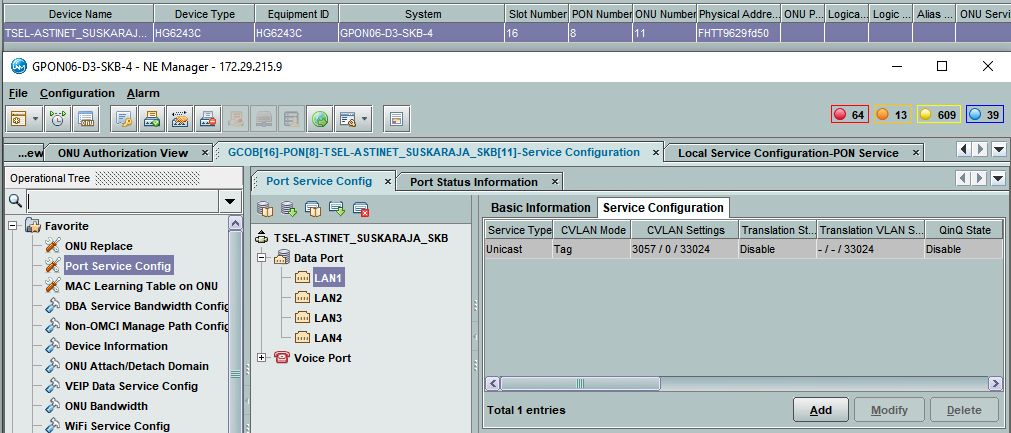 Device Name Device Type Equipment ID System Slot Number PON Number ONU Number Physical Addre... ONU P... Logica... Logic ... Alias ... ONU Servi
TSEL-ASTINET_SUSKARAJ... HG6243C HG6243C GPON06-D3-SKB-4 16 8 11 FHTT9629fd50
GPON06-D3-SKB-4 - NE Manager - 172.29.215.9
File Configuration Alarm
64 13 609 39
...ew ONU Authorization View × GCOB[16]-PON[8]-TSEL-ASTINET_SUSKARAJA_SKB[11]-Service Configuration × Local Service Configuration-PON Service ×
Operational Tree
Port Service Config × Port Status Information ×
Favorite
ONU Replace
Port Service Config
MAC Learning Table on ONU
DBA Service Bandwidth Config
Non-OMCI Manage Path Config
Device Information
ONU Attach/Detach Domain
VEIP Data Service Config
ONU Bandwidth
WiFi Service Config
TSEL-ASTINET_SUSKARAJA_SKB
Data Port
LAN1
LAN2
LAN3
LAN4
Voice Port
Basic Information Service Configuration
Service Type CVLAN Mode CVLAN Settings Translation St... Translation VLAN S... QinQ State
Unicast Tag 3057 / 0 / 33024 Disable - / - / 33024 Disable
Total 1 entries Add Modify Delete